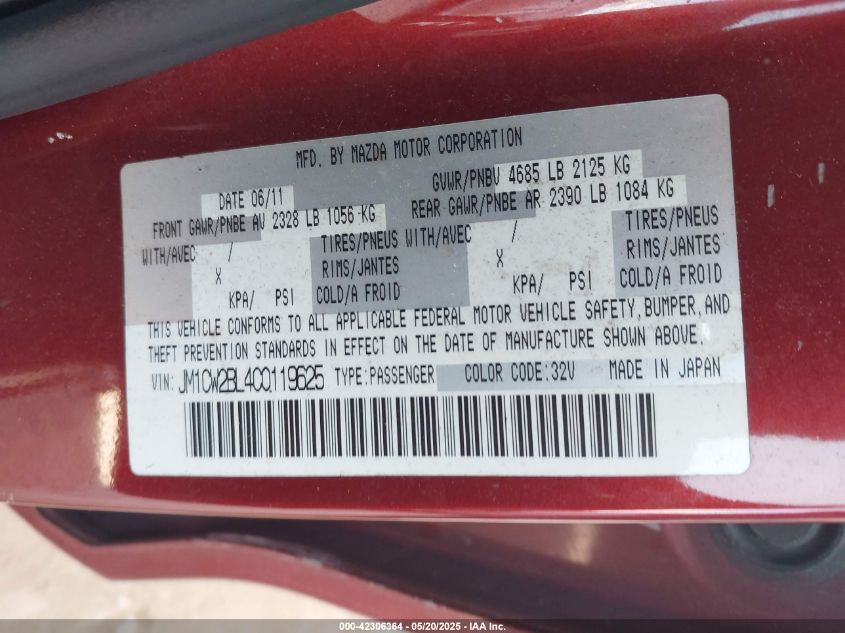 MFD. BY MAZDA MOTOR CORPORATION
DATE 06/11 GVWR/PNBV 4685 LB 2125 KG
FRONT GAWR/PNBE AV 2328 LB 1056 KG REAR GAWR/PNBE AR 2390 LB 1084 KG
WITH/AVEC / TIRES/PNEUS WITH/AVEC / TIRES/PNEUS
X RIMS/JANTES X RIMS/JANTES
KPA/ PSI COLD/A FROID KPA/ PSI COLD/A FROID
THIS VEHICLE CONFORMS TO ALL APPLICABLE FEDERAL MOTOR VEHICLE SAFETY, BUMPER, AND
THEFT PREVENTION STANDARDS IN EFFECT ON THE DATE OF MANUFACTURE SHOWN ABOVE.
VIN: JM1CW2BL4C0119625 TYPE:PASSENGER COLOR CODE:32V MADE IN JAPAN
000-42306364 - 05/20/2025 - IAA Inc.